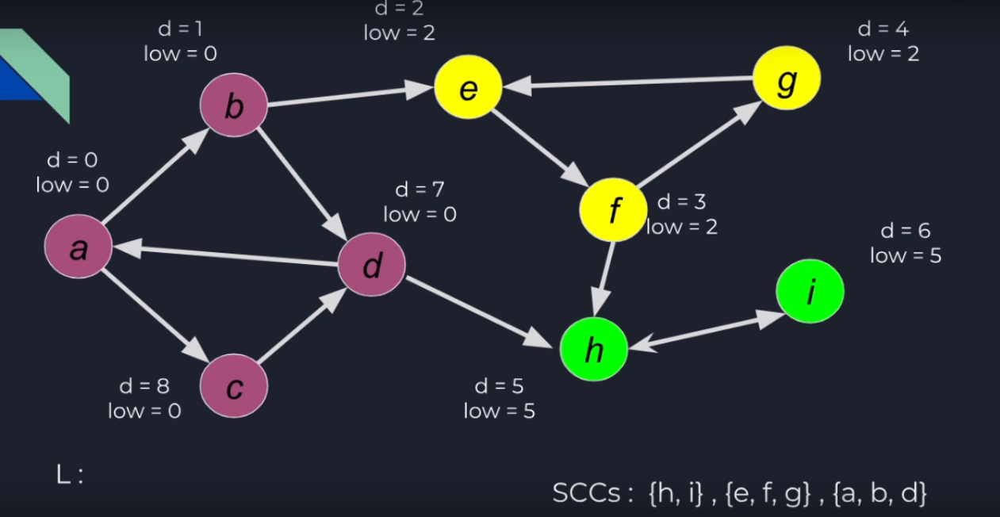 d = 2
low = 2
d = 1
low = 0
d = 4
low = 2
e
g
b
d = 0
low = 0
d = 7
low = 0
f
d = 3
low = 2
a
d
d = 6
low = 5
i
h
c
d = 8
low = 0
d = 5
low = 5
L :
SCCs : {h, i} , {e, f, g} , {a, b, d}